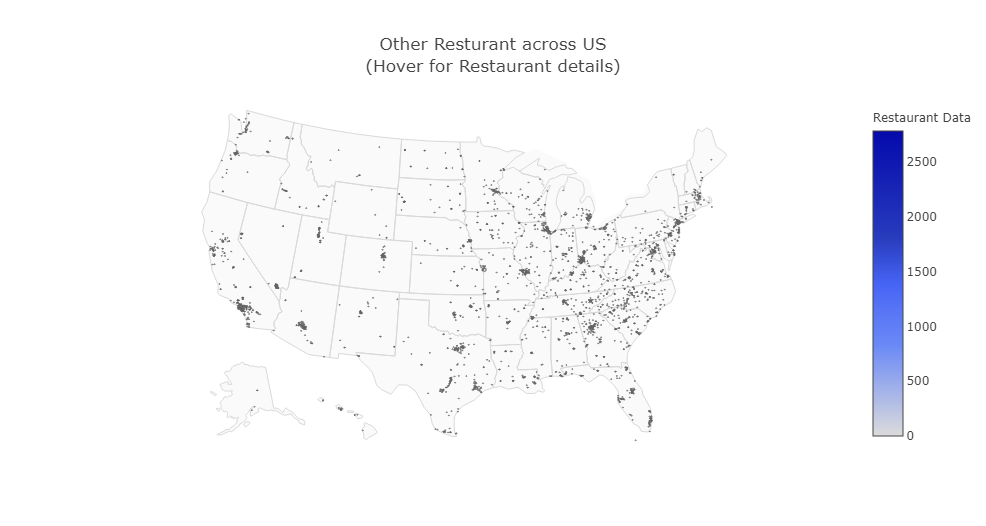 Other Resturant across US
(Hover for Restaurant details)
Restaurant Data
2500
2000
1500
1000
500
0